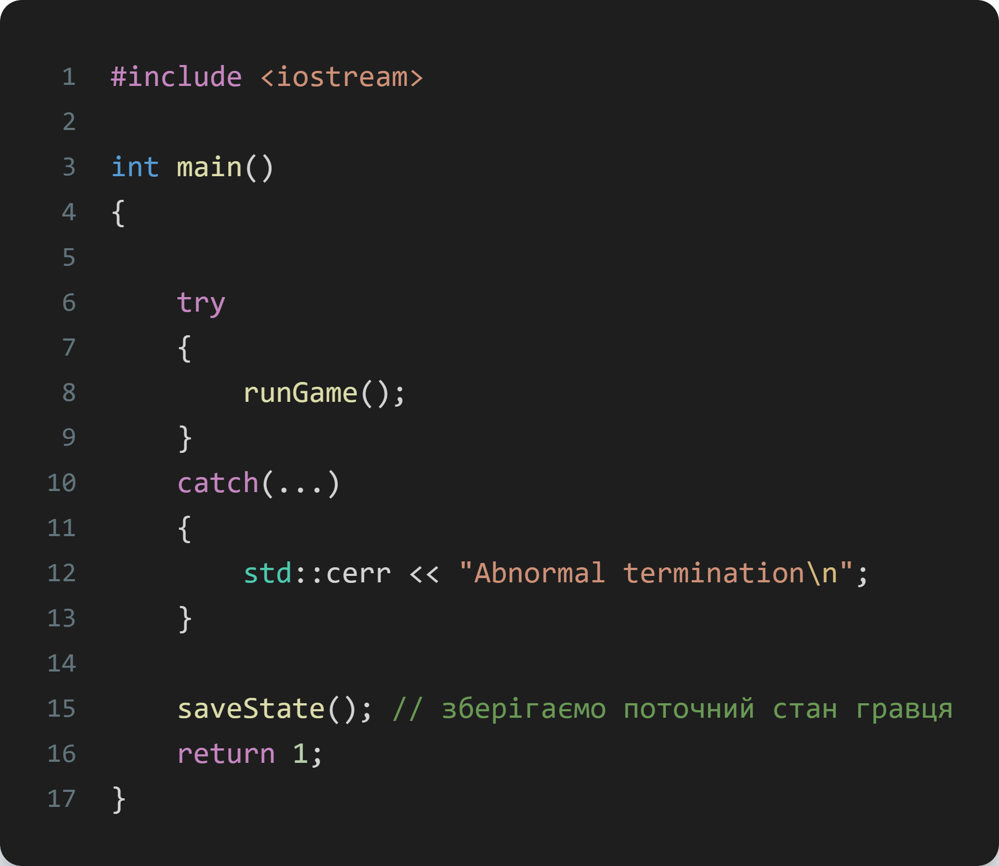 1 #include <iostream>
2
3 int main()
4 {
5
6     try
7     {
8         runGame();
9     }
10     catch(...)
11     {
12         std::cerr << "Abnormal termination\n";
13     }
14
15     saveState(); // зберігаємо поточний стан гравця
16     return 1;
17 }